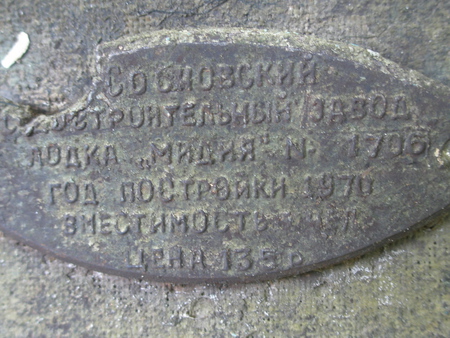 СОСНОВСКИЙ
СУДОСТРОИТЕЛЬНЫЙ ЗАВОД
ЛОДКА „МИДИЯ" №
ГОД ПОСТРОЙКИ 1970
ВМЕСТИМОСТЬ
ЦЕНА 135 р